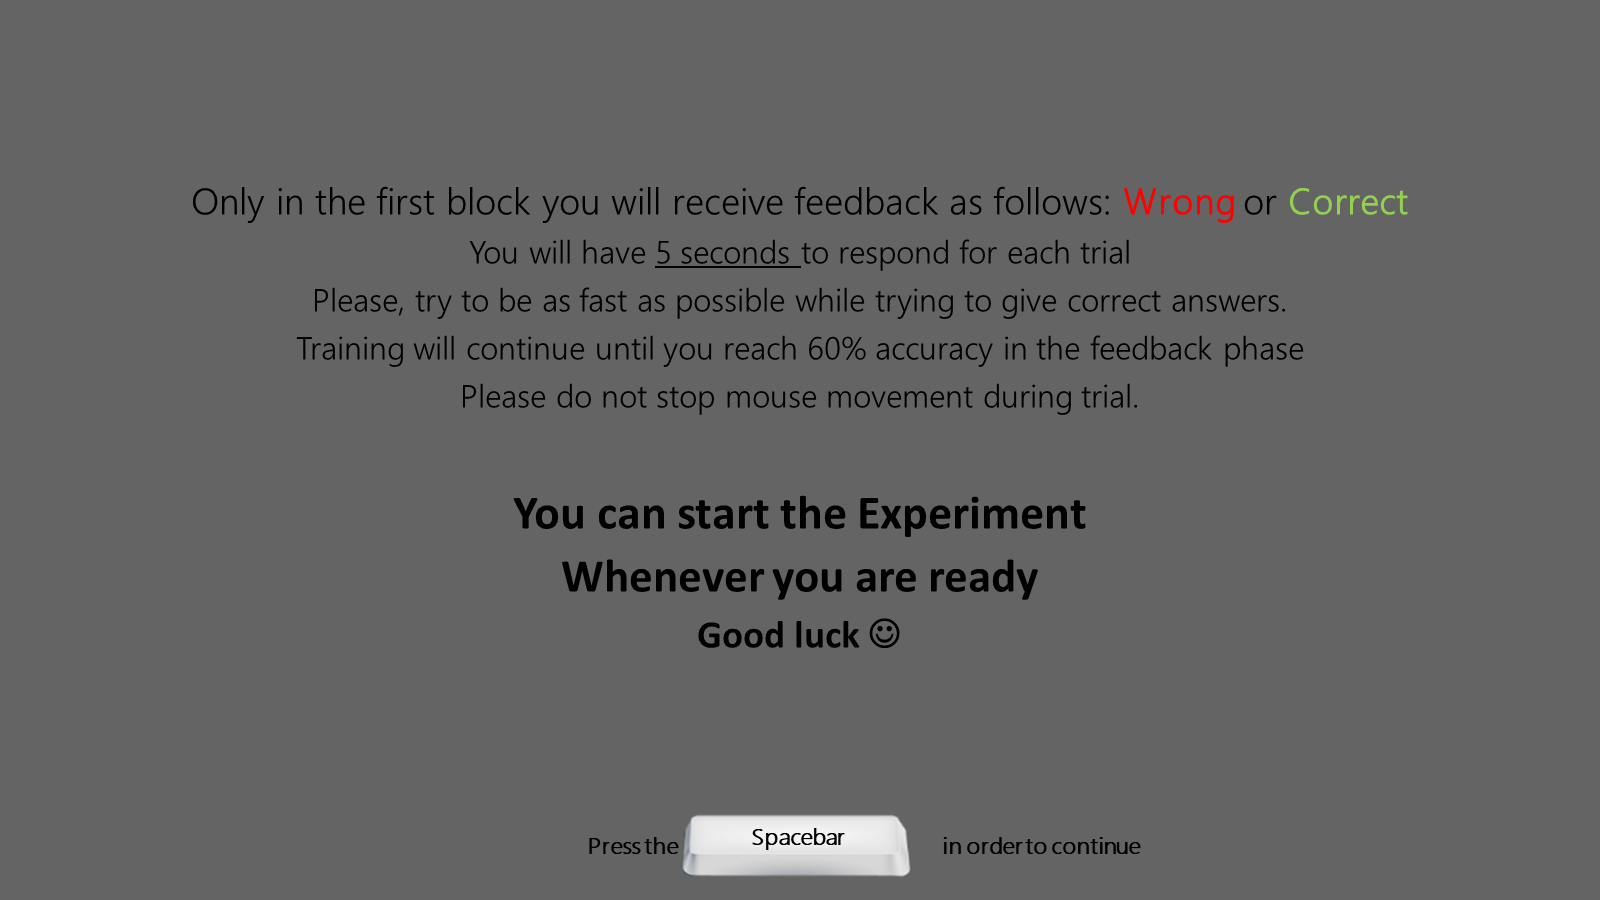 Only in the first block you will receive feedback as follows: Wrong or Correct
You will have 5 seconds to respond for each trial
Please, try to be as fast as possible while trying to give correct answers.
Training will continue until you reach 60% accuracy in the feedback phase
Please do not stop mouse movement during trial.
You can start the Experiment
Whenever you are ready
Good luck ☺
Press the Spacebar in order to continue